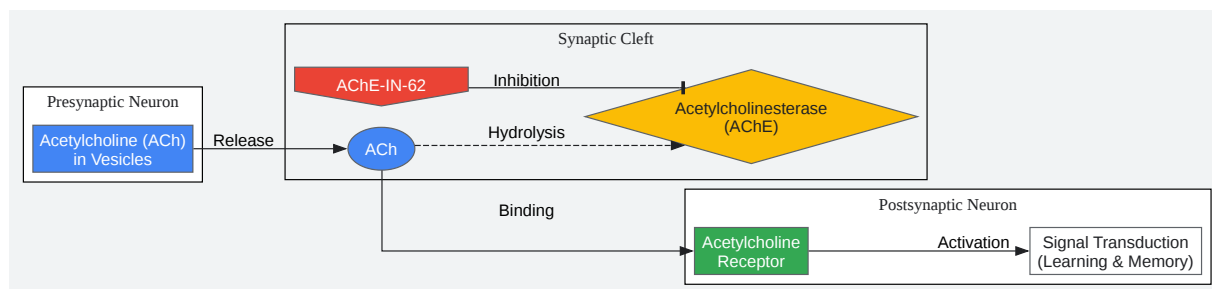 Synaptic Cleft
AChE-IN-62
Inhibition
Acetylcholinesterase
(AChE)
Presynaptic Neuron
Acetylcholine (ACh)
in Vesicles
Release
ACh
Hydrolysis
Binding
Postsynaptic Neuron
Acetylcholine
Receptor
Activation
Signal Transduction
(Learning & Memory)